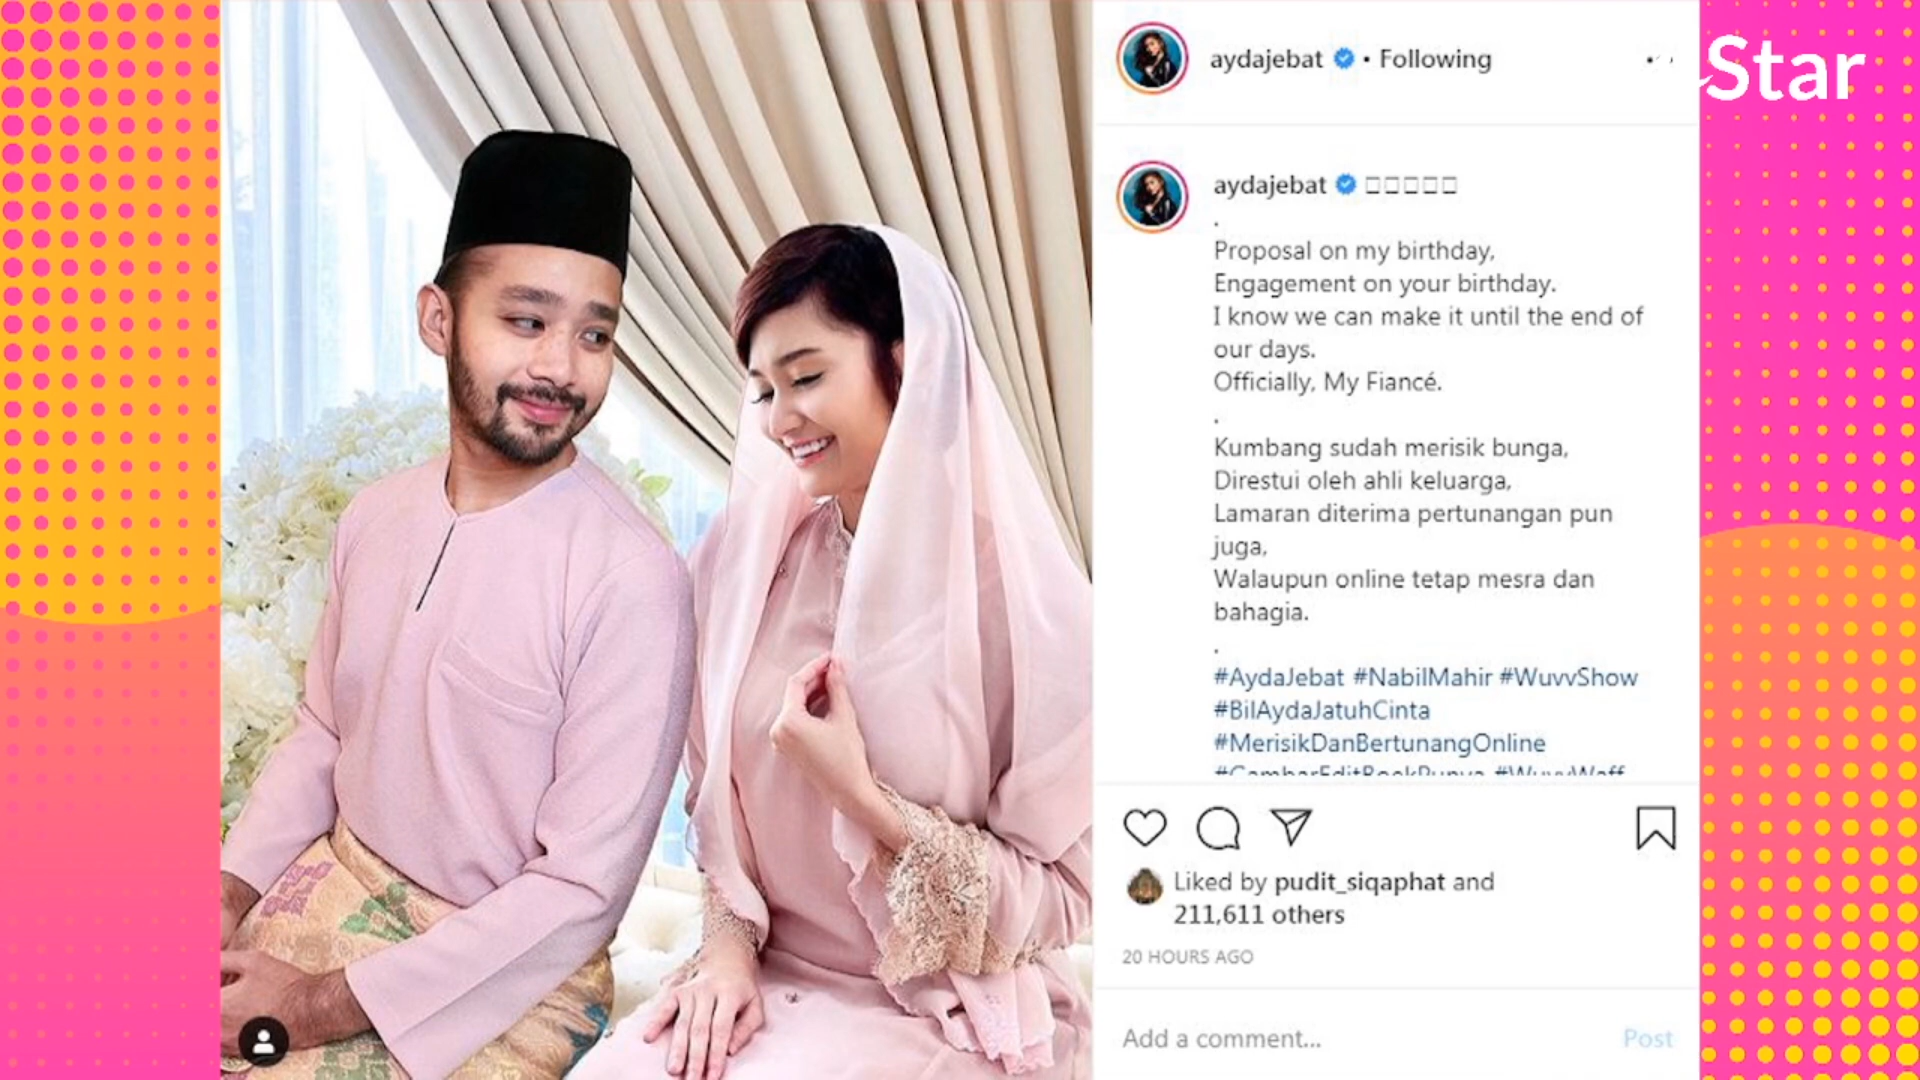 Star
aydajebat • Following
aydajebat
.
Proposal on my birthday,
Engagement on your birthday.
I know we can make it until the end of
our days.
Officially, My Fiancé.
.
Kumbang sudah merisik bunga,
Direstui oleh ahli keluarga,
Lamaran diterima pertunangan pun
juga,
Walaupun online tetap mesra dan
bahagia.
.
#AydaJebat #NabilMahir #WuvvShow
#BilAydaJatuhCinta
#MerisikDanBertunangOnline
Liked by pudit_siqaphat and
211,611 others
20 HOURS AGO
Add a comment... Post